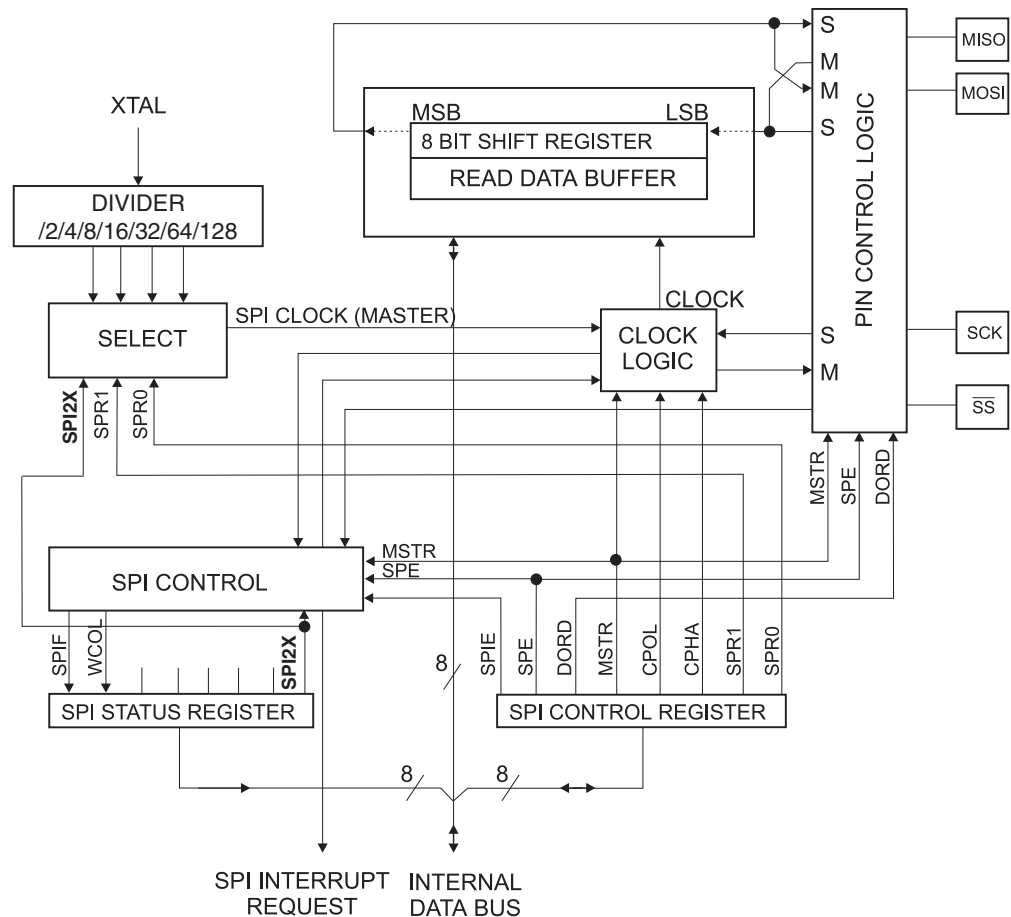 S
MISO
M
M
MOSI
S
PIN CONTROL LOGIC
XTAL
MSB
LSB
8 BIT SHIFT REGISTER
READ DATA BUFFER
DIVIDER
/2/4/8/16/32/64/128
SPI CLOCK (MASTER)
CLOCK
SELECT
CLOCK
LOGIC
S
M
SCK
SS
SPI2X
SPR1
SPR0
MSTR
SPE
DORD
SPI CONTROL
MSTR
SPE
SPIF
WCOL
SPI2X
8
SPIE
SPE
DORD
MSTR
CPOL
CPHA
SPR1
SPR0
SPI STATUS REGISTER
SPI CONTROL REGISTER
8
8
SPI INTERRUPT
REQUEST
INTERNAL
DATA BUS